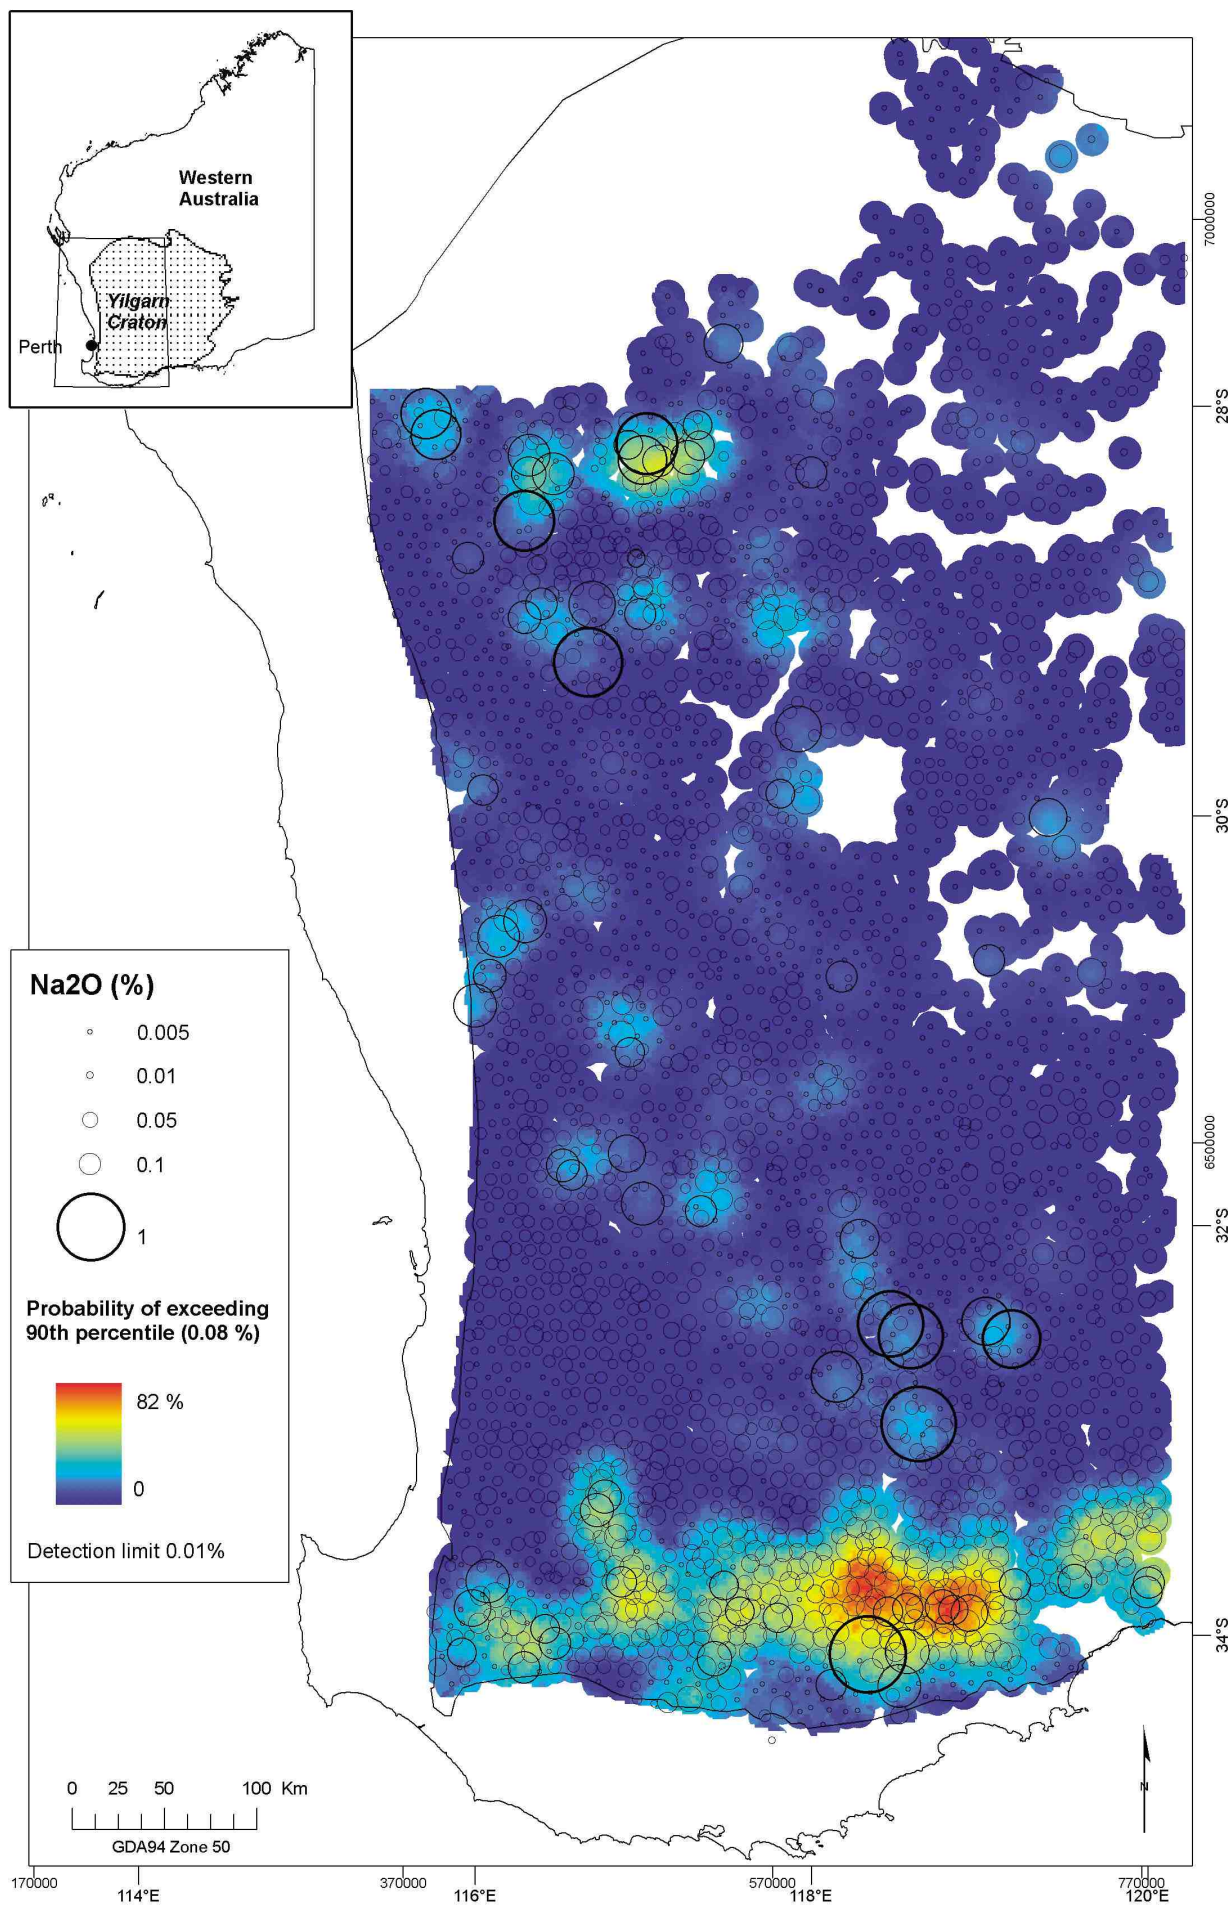 Western
Australia
Yilgarn
Craton
Perth
7000000
28°S
30°S
6500000
32°S
34°S
Na2O (%)
0.005
0.01
0.05
0.1
1
Probability of exceeding
90th percentile (0.08 %)
82 %
0
Detection limit 0.01%
0 25 50 100 Km
GDA94 Zone 50
N
170000 370000 570000 770000
114°E 116°E 118°E 120°E